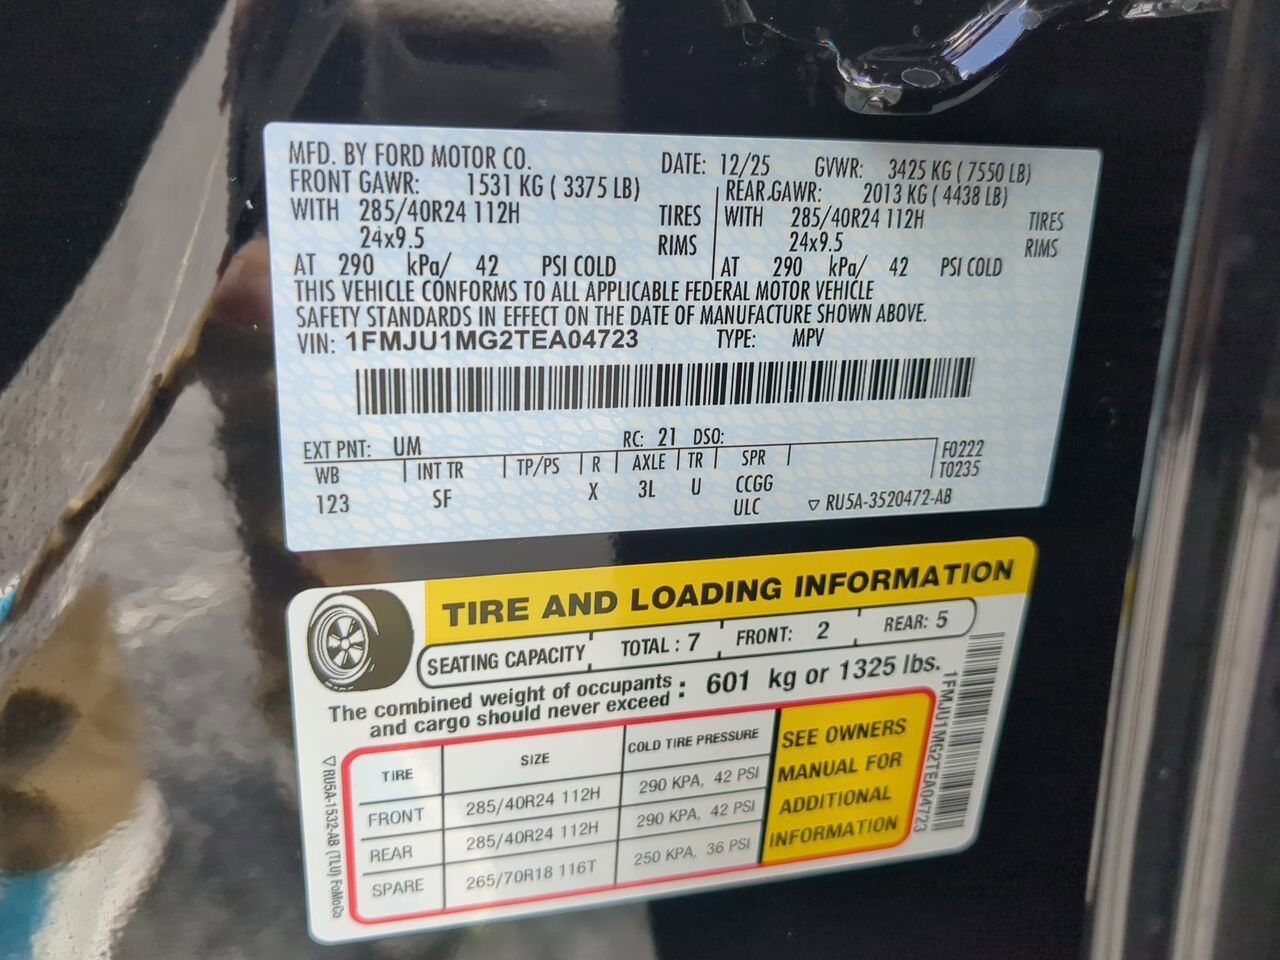 MFD. BY FORD MOTOR CO. DATE: 12/25 GVWR: 3425 KG ( 7550 LB)
FRONT GAWR: 1531 KG ( 3375 LB) REAR GAWR: 2013 KG ( 4438 LB)
WITH 285/40R24 112H TIRES WITH 285/40R24 112H TIRES
24x9.5 RIMS 24x9.5 RIMS
AT 290 kPa/ 42 PSI COLD AT 290 kPa/ 42 PSI COLD
THIS VEHICLE CONFORMS TO ALL APPLICABLE FEDERAL MOTOR VEHICLE
SAFETY STANDARDS IN EFFECT ON THE DATE OF MANUFACTURE SHOWN ABOVE.
VIN: 1FMJU1MG2TEA04723 TYPE: MPV
EXT PNT: UM RC: 21 DSO:
WB INT TR TP/PS R AXLE TR SPR F0222
T0235
123 SF X 3L U CCGG
ULC ▽ RU5A-3520472-AB
TIRE AND LOADING INFORMATION
SEATING CAPACITY TOTAL : 7 FRONT: 2 REAR: 5
The combined weight of occupants
and cargo should never exceed : 601 kg or 1325 lbs.
TIRE SIZE COLD TIRE PRESSURE
FRONT 285/40R24 112H 290 KPA, 42 PSI
REAR 285/40R24 112H 290 KPA, 42 PSI
SPARE 265/70R18 116T 250 KPA, 36 PSI
SEE OWNERS
MANUAL FOR
ADDITIONAL
INFORMATION
1FMJU1MG2TEA04723
▽ RU5A-1532-AB (TLU) FoMoCo